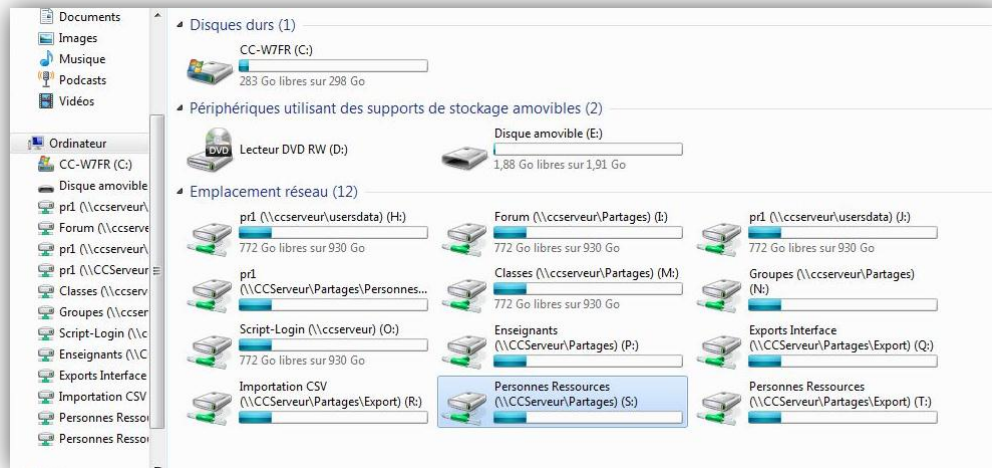 Documents
Images
Musique
Podcasts
Vidéos
Ordinateur
CC-W7FR (C:)
Disque amovible
pr1 (\\ccserveur\
Forum (\\ccserve
pr1 (\\ccserveur\
pr1 (\\CCServeur
Classes (\\ccserv
Groupes (\\ccser
Script-Login (\\c
Enseignants (\\C
Exports Interface
Importation CSV
Personnes Resso
Personnes Resso
Disques durs (1)
CC-W7FR (C:)
283 Go libres sur 298 Go
Périphériques utilisant des supports de stockage amovibles (2)
DVD
Lecteur DVD RW (D:)
Disque amovible (E:)
1,88 Go libres sur 1,91 Go
Emplacement réseau (12)
pr1 (\\ccserveur\usersdata) (H:)
772 Go libres sur 930 Go
Forum (\\ccserveur\Partages) (I:)
772 Go libres sur 930 Go
pr1 (\\ccserveur\usersdata) (J:)
772 Go libres sur 930 Go
pr1
(\\CCServeur\Partages\Personnes...
Classes (\\ccserveur\Partages) (M:)
772 Go libres sur 930 Go
Groupes (\\ccserveur\Partages)
(N:)
Script-Login (\\ccserveur) (O:)
772 Go libres sur 930 Go
Enseignants
(\\CCServeur\Partages) (P:)
Exports Interface
(\\CCServeur\Partages\Export) (Q:)
Importation CSV
(\\CCServeur\Partages\Export) (R:)
Personnes Ressources
(\\CCServeur\Partages) (S:)
Personnes Ressources
(\\CCServeur\Partages\Export) (T:)